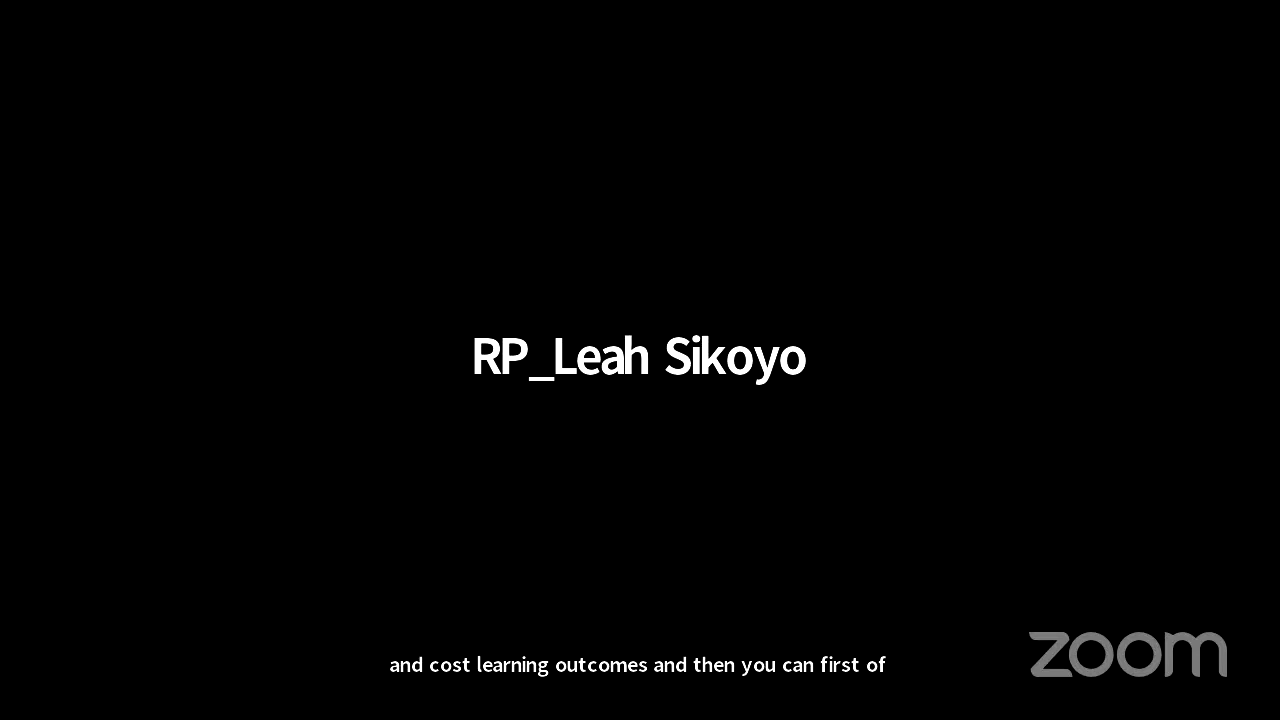 RP_Leah Sikoyo
and cost learning outcomes and then you can first of
zoom